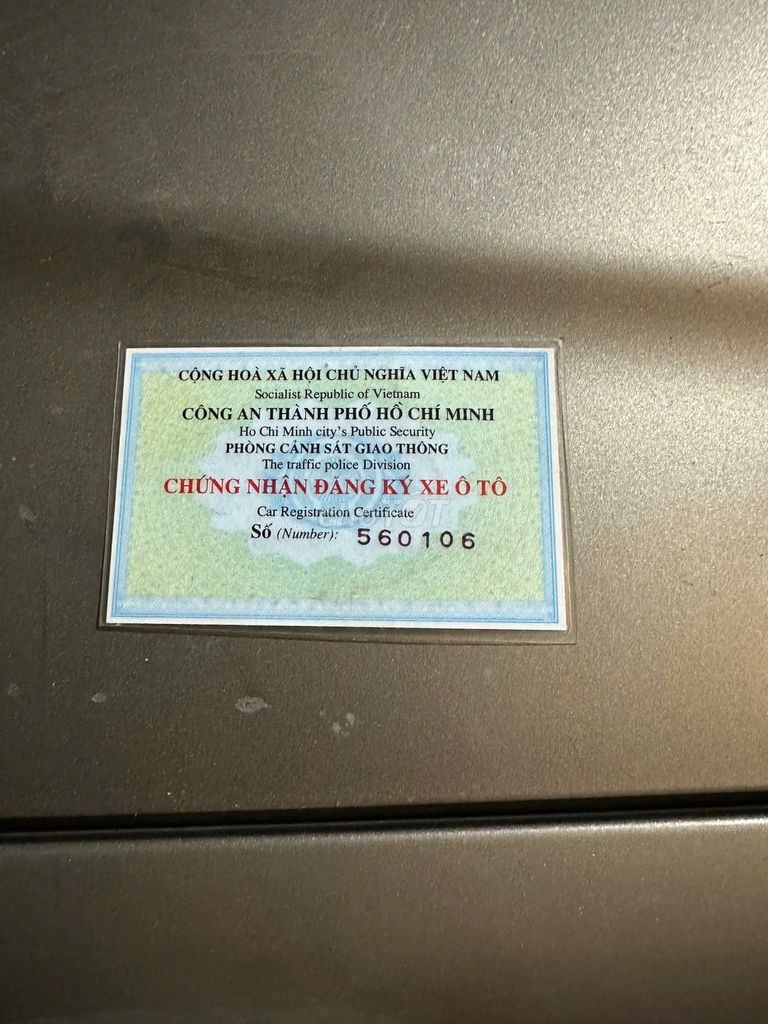 CỘNG HOÀ XÃ HỘI CHỦ NGHĨA VIỆT NAM
Socialist Republic of Vietnam
CÔNG AN THÀNH PHỐ HỒ CHÍ MINH
Ho Chi Minh city's Public Security
PHÒNG CẢNH SÁT GIAO THÔNG
The traffic police Division
CHỨNG NHẬN ĐĂNG KÝ XE Ô TÔ
Car Registration Certificate
Số (Number): 560106